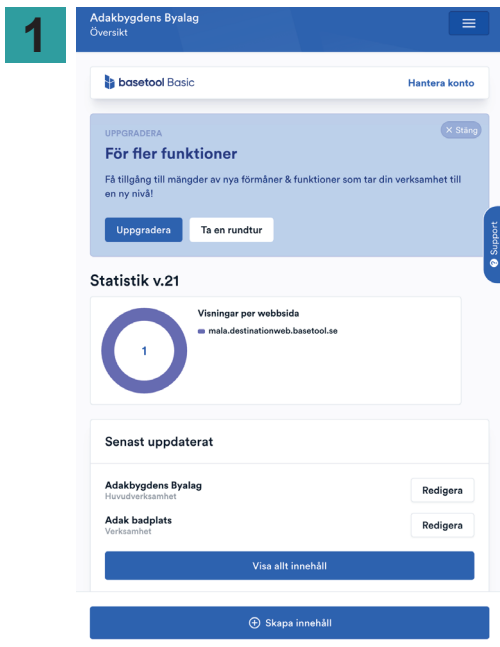 1
Adakbygdens Byalag
Översikt
basetool Basic
Hantera konto
UPPGRADERA
× Stäng
För fler funktioner
Få tillgång till mängder av nya förmåner & funktioner som tar din verksamhet till
en ny nivå!
Uppgradera
Ta en rundtur
? Support
Statistik v.21
Visningar per webbsida
mala.destinationweb.basetool.se
1
Senast uppdaterat
Adakbygdens Byalag
Huvudverksamhet
Redigera
Adak badplats
Verksamhet
Redigera
Visa allt innehåll
Skapa innehåll